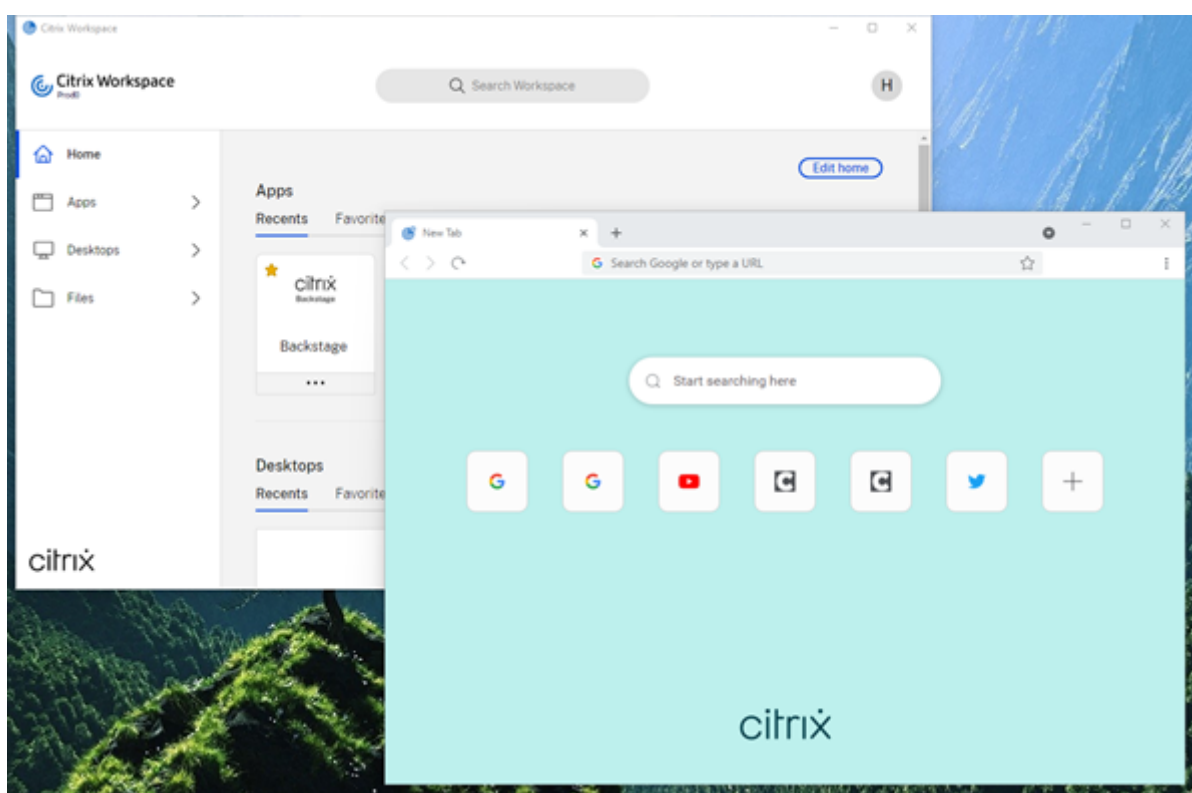 Citrix Workspace
Citrix Workspace
Search Workspace
H
Home
Apps
Desktops
Files
citrix
Edit home
Apps
Recents Favorite
citrix
Backstage
Backstage
Desktops
Recents Favorite
New Tab
Search Google or type a URL
Start searching here
citrix